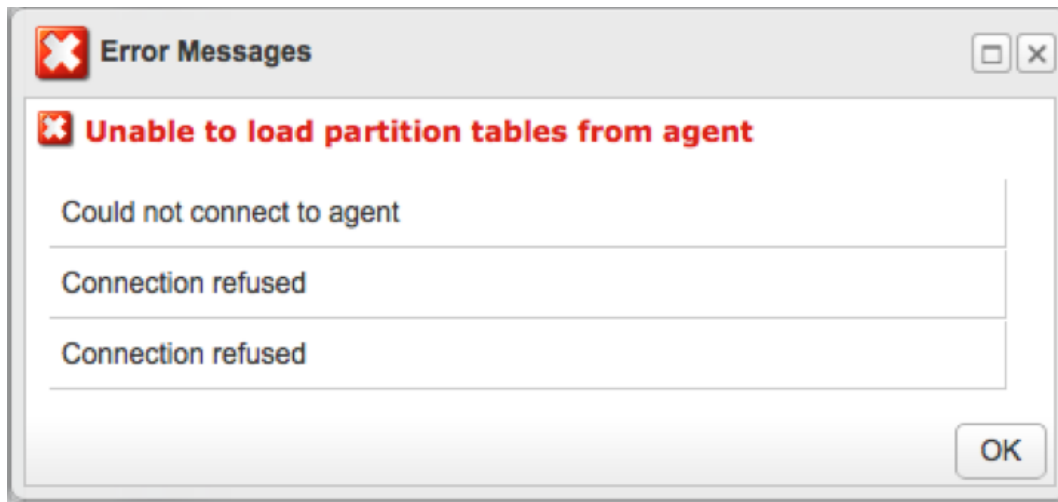 Error Messages
Unable to load partition tables from agent
Could not connect to agent
Connection refused
Connection refused
OK